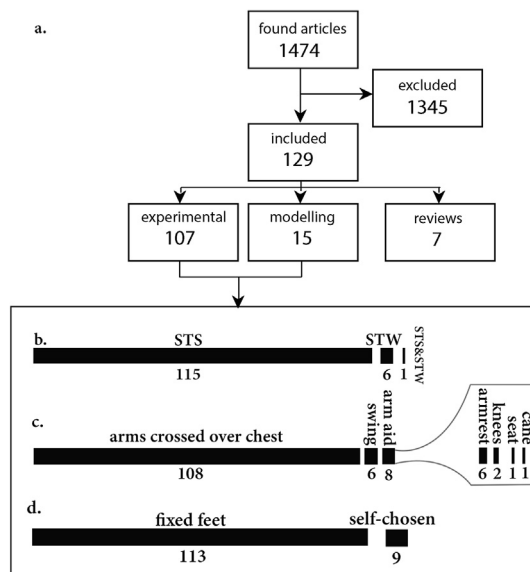 a.
found articles
1474
excluded
1345
included
129
experimental
107
modelling
15
reviews
7
b.
STS
STW
STS&STW
115
6
1
c.
arms crossed over chest
swing
arm aid
108
6
8
armrest
knees
seat
cane
6
2
1
1
d.
fixed feet
self-chosen
113
9